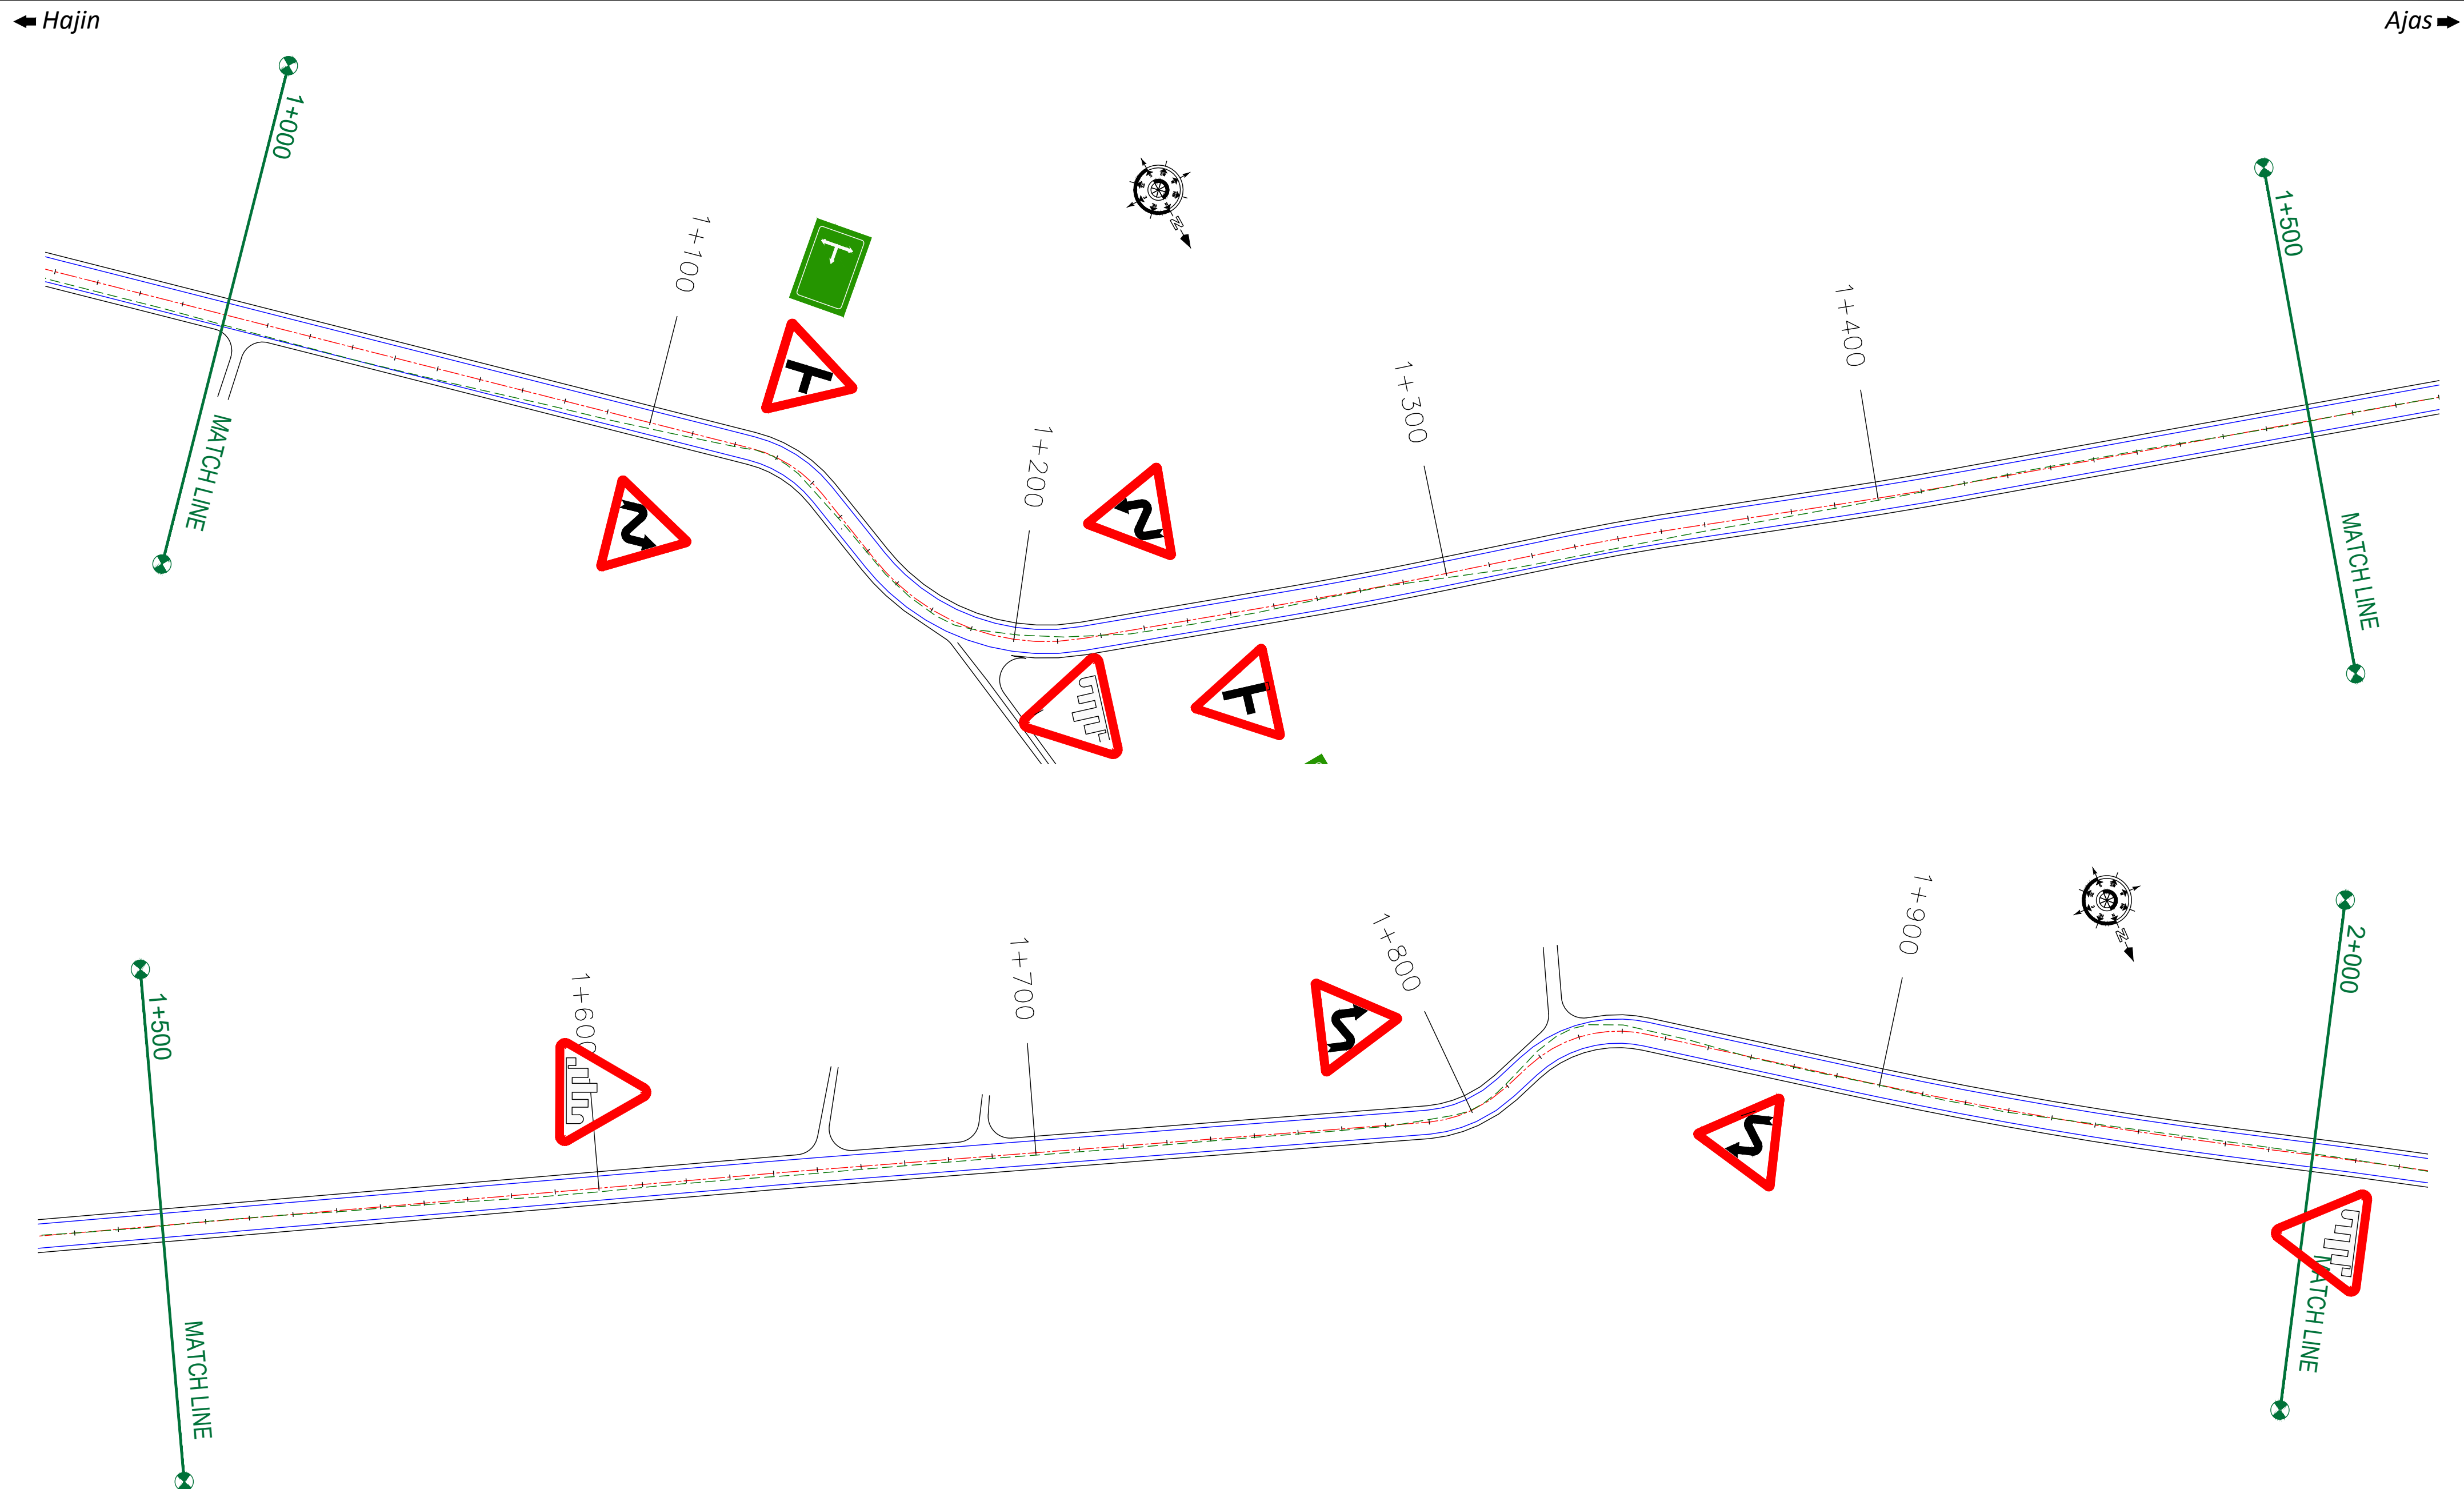 Hajin
Ajas
1+000
MATCH LINE
1+100
N
1+200
1+300
1+400
1+500
MATCH LINE
1+500
MATCH LINE
1+600
1+700
1+800
1+900
N
2+000
MATCH LINE